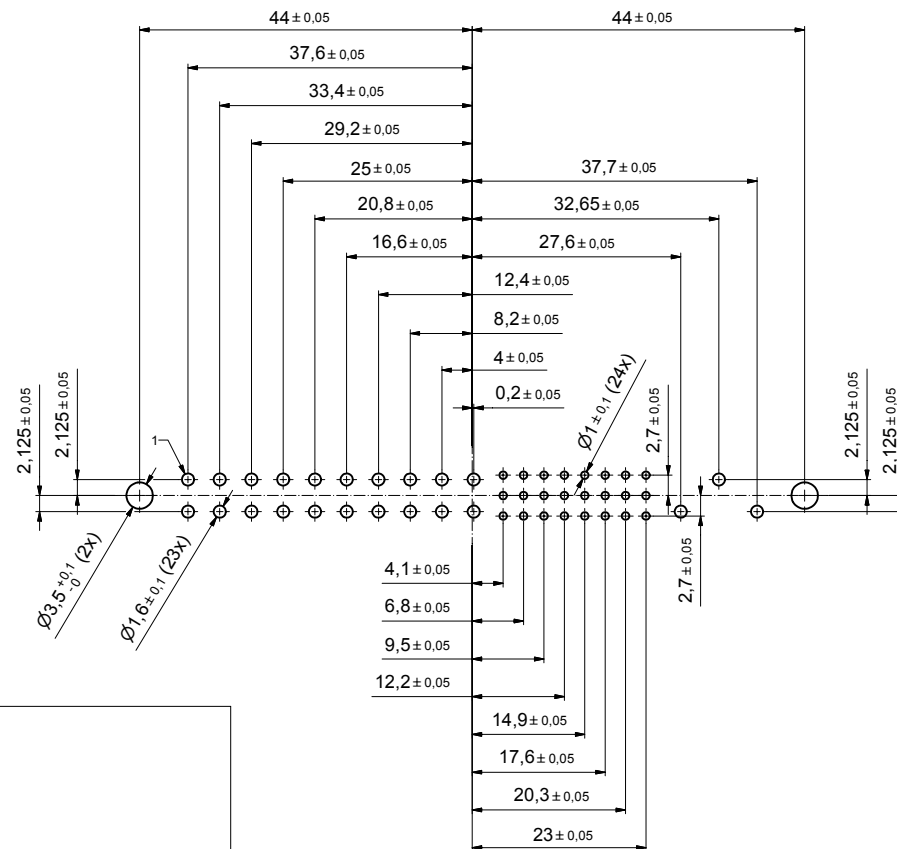 44 ± 0,05
44 ± 0,05
37,6 ± 0,05
33,4 ± 0,05
29,2 ± 0,05
25 ± 0,05
37,7 ± 0,05
20,8 ± 0,05
32,65 ± 0,05
16,6 ± 0,05
27,6 ± 0,05
12,4 ± 0,05
8,2 ± 0,05
4 ± 0,05
0,2 ± 0,05
Ø1 ± 0,1 (24x)
2,7 ± 0,05
2,125 ± 0,05
2,125 ± 0,05
2,125 ± 0,05
2,125 ± 0,05
1
Ø3,5 +0,1 -0 (2x)
Ø1,6 ± 0,1 (23x)
2,7 ± 0,05
4,1 ± 0,05
6,8 ± 0,05
9,5 ± 0,05
12,2 ± 0,05
14,9 ± 0,05
17,6 ± 0,05
20,3 ± 0,05
23 ± 0,05